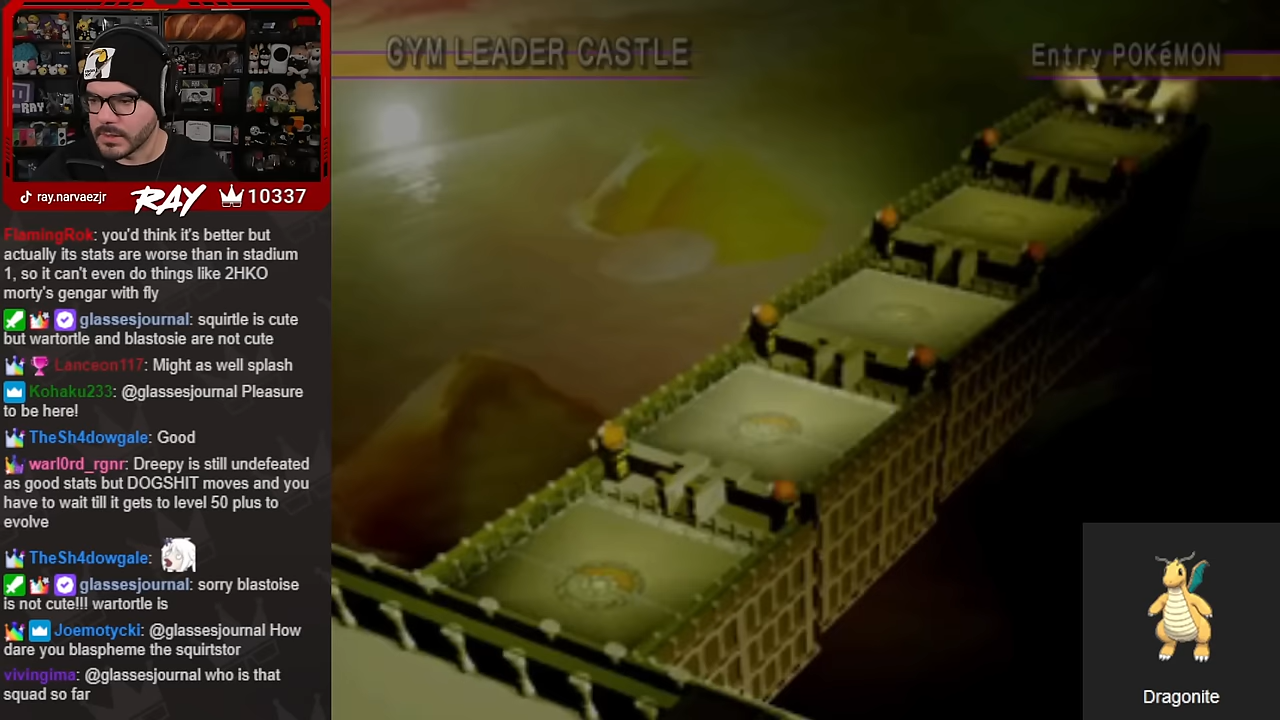 GYM LEADER CASTLE
Entry POKéMON
ray.narvaezjr
RAY
10337
FlamingRok: you'd think it's better but
actually its stats are worse than in stadium
1, so it can't even do things like 2HKO
morty's gengar with fly
glassesjournal: squirtle is cute
but wartortle and blastosie are not cute
Lanceon117: Might as well splash
Kohaku233: @glassesjournal Pleasure
to be here!
TheSh4dowgale: Good
warl0rd_rgnr: Dreepy is still undefeated
as good stats but DOGSHIT moves and you
have to wait till it gets to level 50 plus to
evolve
TheSh4dowgale:
glassesjournal: sorry blastoise
is not cute!!! wartortle is
Joemotycki: @glassesjournal How
dare you blaspheme the squirtstor
vivingima: @glassesjournal who is that
squad so far
Dragonite